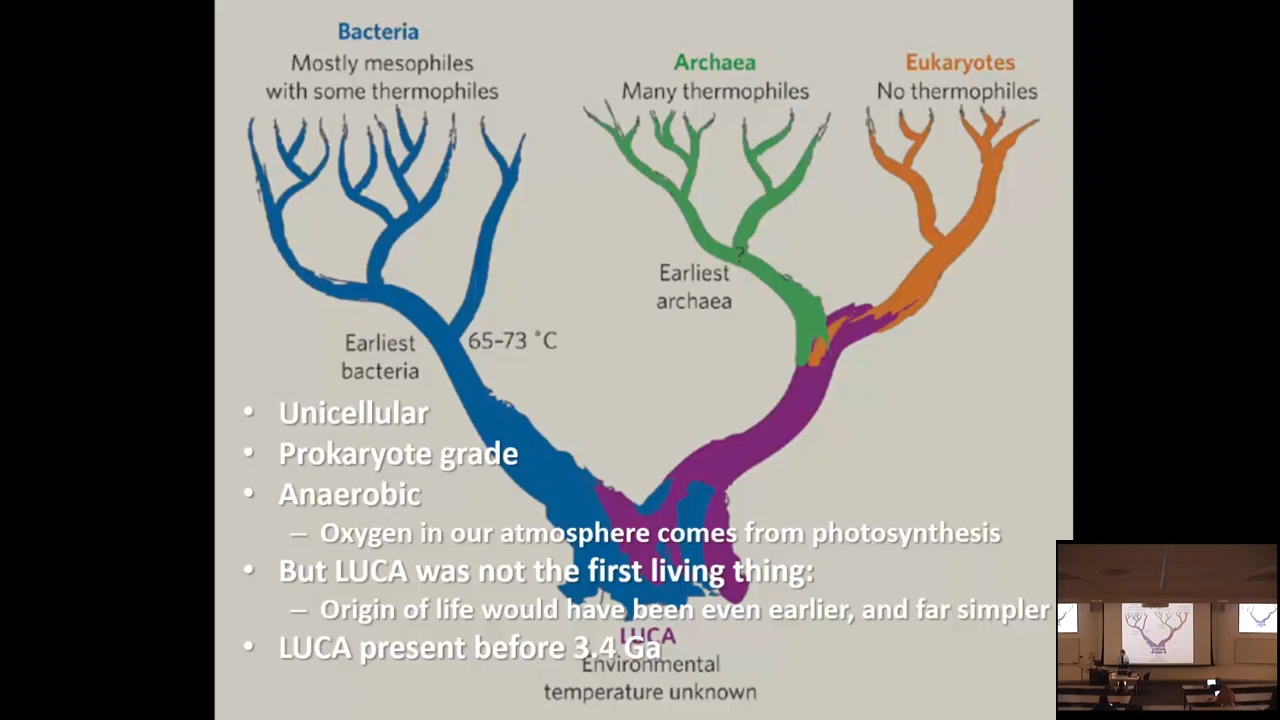 Bacteria
Mostly mesophiles
with some thermophiles
Archaea
Many thermophiles
Eukaryotes
No thermophiles
?
Earliest
archaea
Earliest
bacteria
65–73 °C
• Unicellular
• Prokaryote grade
• Anaerobic
– Oxygen in our atmosphere comes from photosynthesis
• But LUCA was not the first living thing:
– Origin of life would have been even earlier, and far simpler
LUCA
• LUCA present before 3.4 Ga
Environmental
temperature unknown